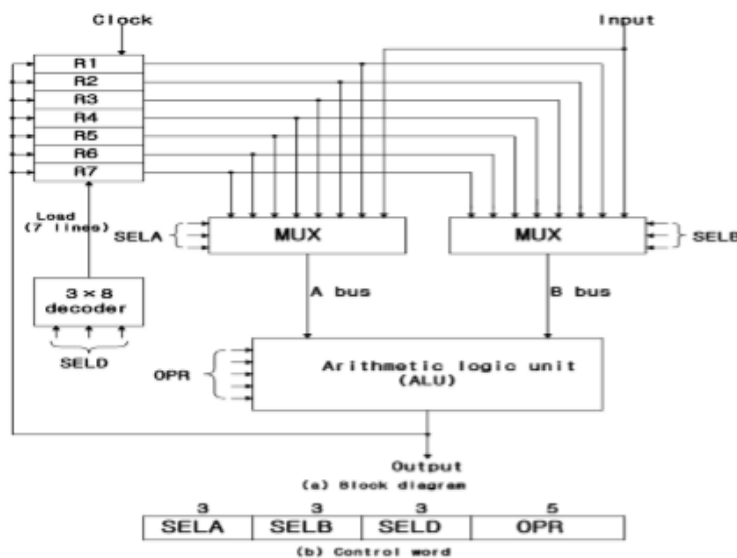 Clock
Input
R1
R2
R3
R4
R5
R6
R7
Load
(7 lines)
SELA
MUX
MUX
SELB
3 × 8
decoder
A bus
B bus
SELD
OPR
Arithmetic logic unit
(ALU)
Output
(a) Block diagram
3 3 3 5
SELA SELB SELD OPR
(b) Control word